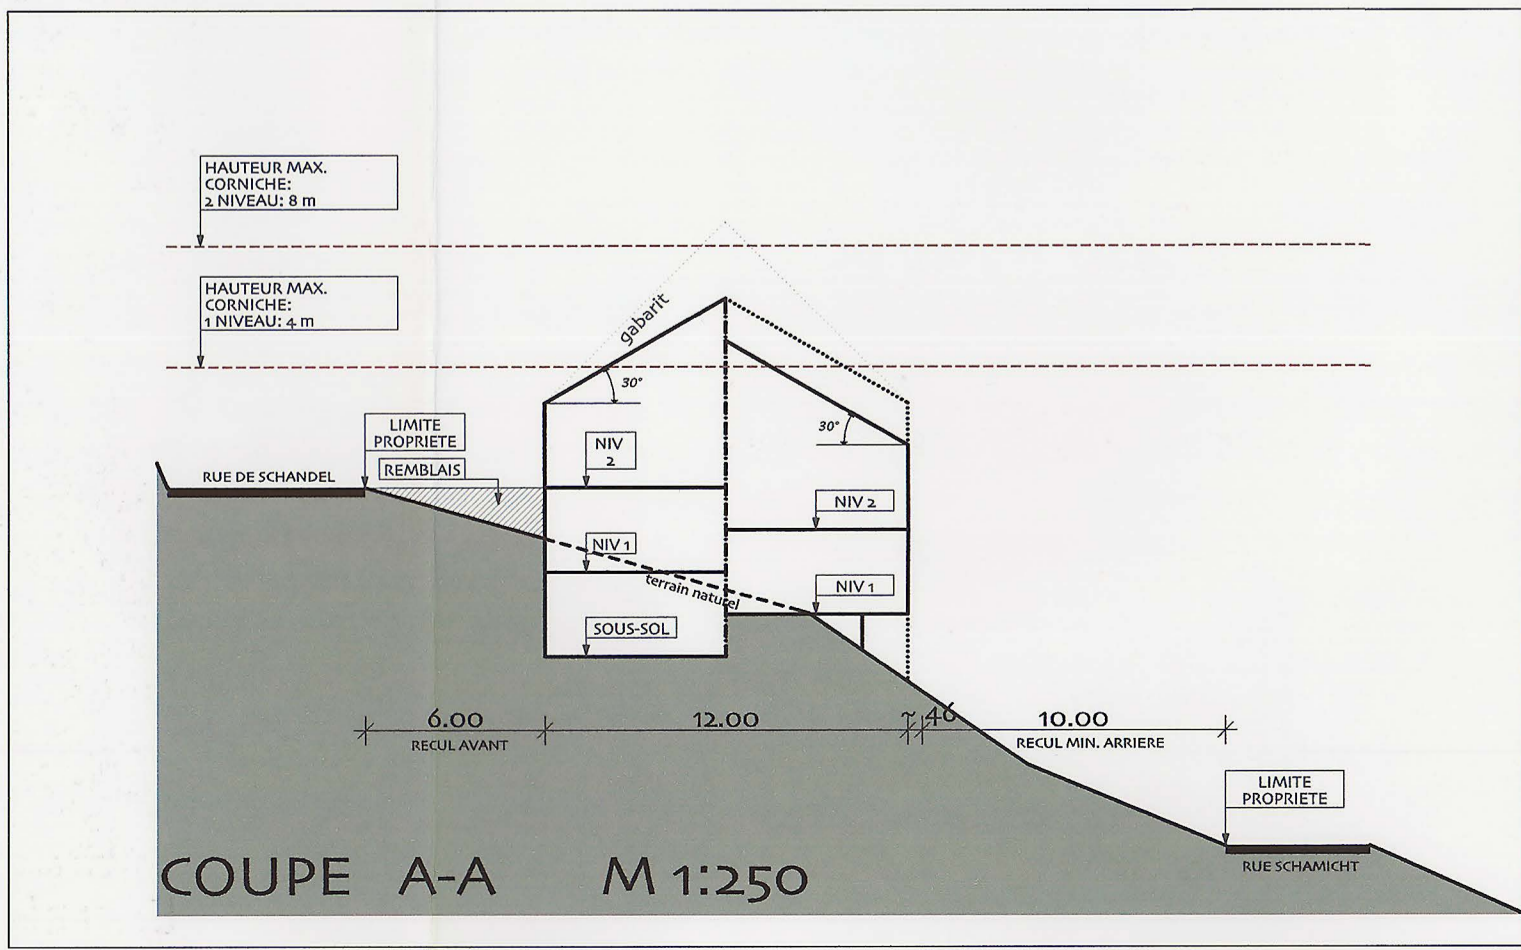 HAUTEUR MAX.
CORNICHE:
2 NIVEAU: 8 m
HAUTEUR MAX.
CORNICHE:
1 NIVEAU: 4 m
gabarit
30°
30°
LIMITE
PROPRIETE
NIV
2
REMBLAIS
RUE DE SCHANDEL
NIV 2
NIV 1
terrain naturel
NIV 1
SOUS-SOL
6.00
12.00
~ 46
10.00
RECUL AVANT
RECUL MIN. ARRIERE
LIMITE
PROPRIETE
COUPE A-A M 1:250
RUE SCHAMICHT